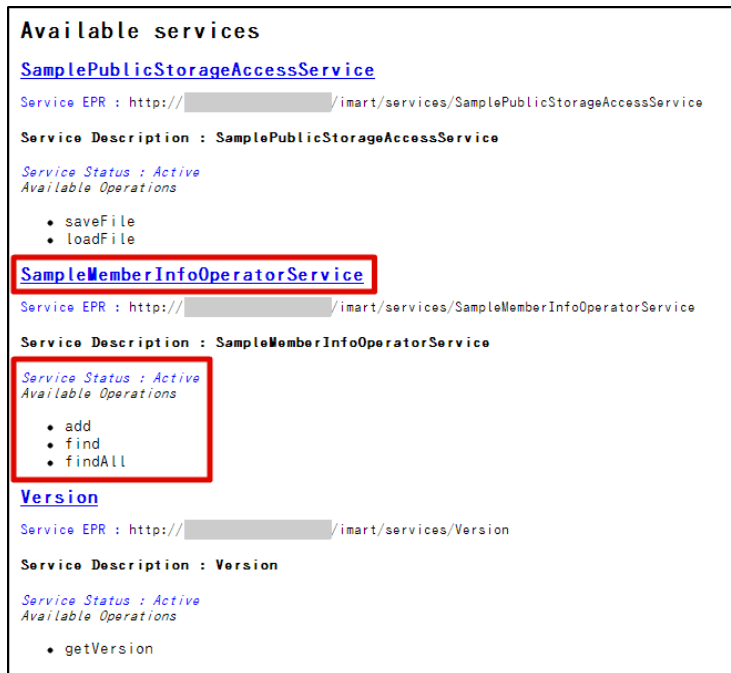 Available services
SamplePublicStorageAccessService
Service EPR : http:// /imart/services/SamplePublicStorageAccessService
Service Description : SamplePublicStorageAccessService
Service Status : Active
Available Operations
• saveFile
• loadFile
SampleMemberInfoOperatorService
Service EPR : http:// /imart/services/SampleMemberInfoOperatorService
Service Description : SampleMemberInfoOperatorService
Service Status : Active
Available Operations
• add
• find
• findAll
Version
Service EPR : http:// /imart/services/Version
Service Description : Version
Service Status : Active
Available Operations
• getVersion